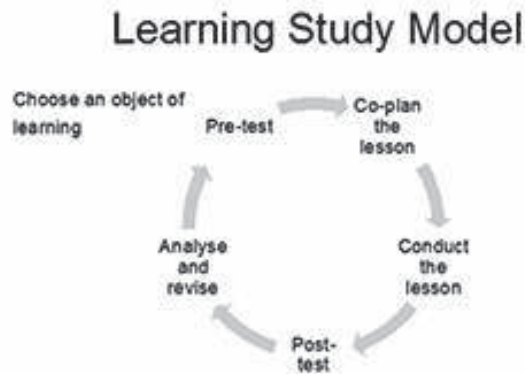 Learning Study Model
Choose an object of
learning
Pre-test
Co-plan
the
lesson
Conduct
the
lesson
Post-
test
Analyse
and
revise